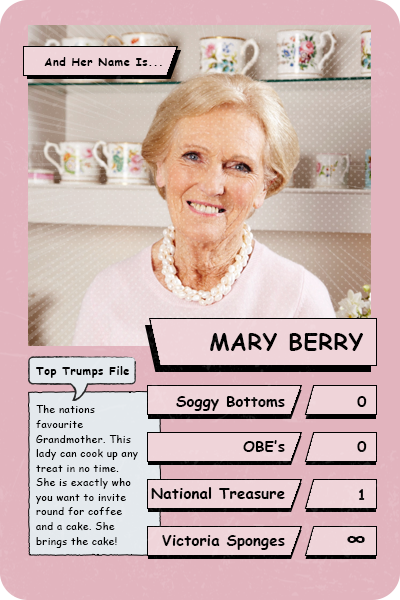 And Her Name Is...
MARY BERRY
Top Trumps File
The nations
favourite
Grandmother. This
lady can cook up any
treat in no time.
She is exactly who
you want to invite
round for coffee
and a cake. She
brings the cake!
Soggy Bottoms 0
OBE's 0
National Treasure 1
Victoria Sponges ∞